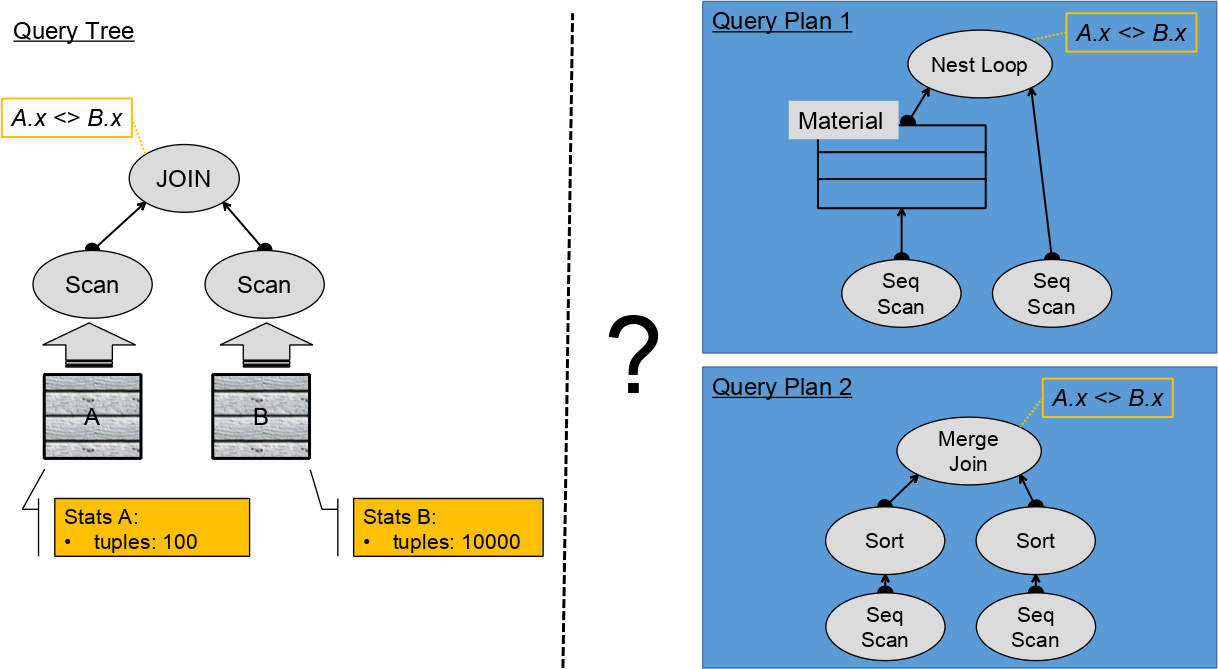 Query Tree
A.x <> B.x
JOIN
Scan
Scan
A
B
Stats A:
• tuples: 100
Stats B:
• tuples: 10000
?
Query Plan 1
A.x <> B.x
Nest Loop
Material
Seq
Scan
Seq
Scan
Query Plan 2
A.x <> B.x
Merge
Join
Sort
Sort
Seq
Scan
Seq
Scan